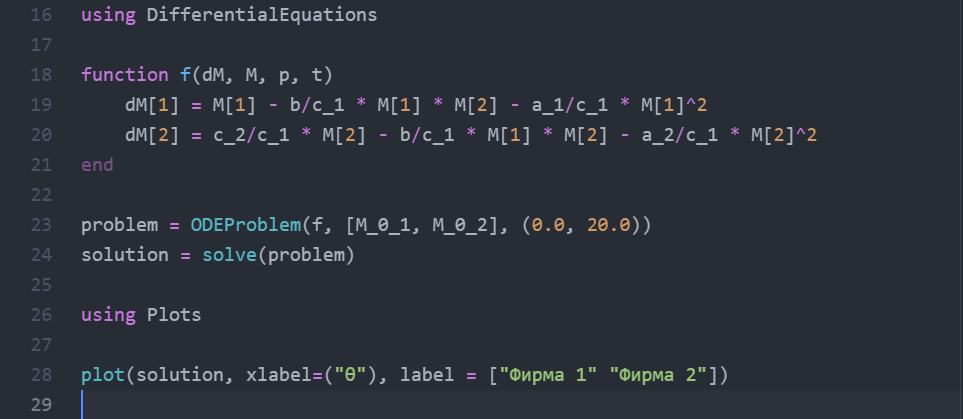 16 using DifferentialEquations
17
18 function f(dM, M, p, t)
19     dM[1] = M[1] - b/c_1 * M[1] * M[2] - a_1/c_1 * M[1]^2
20     dM[2] = c_2/c_1 * M[2] - b/c_1 * M[1] * M[2] - a_2/c_1 * M[2]^2
21 end
22
23 problem = ODEProblem(f, [M_0_1, M_0_2], (0.0, 20.0))
24 solution = solve(problem)
25
26 using Plots
27
28 plot(solution, xlabel=("θ"), label = ["Фирма 1" "Фирма 2"])
29